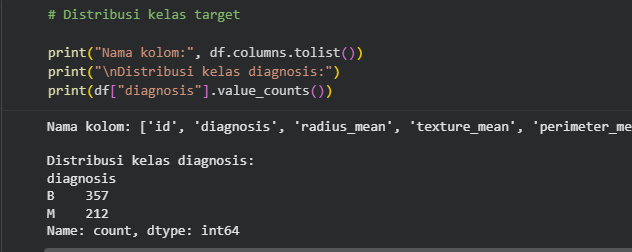 # Distribusi kelas target
print("Nama kolom:", df.columns.tolist())
print("\nDistribusi kelas diagnosis:")
print(df["diagnosis"].value_counts())
Nama kolom: ['id', 'diagnosis', 'radius_mean', 'texture_mean', 'perimeter_me
Distribusi kelas diagnosis:
diagnosis
B    357
M    212
Name: count, dtype: int64